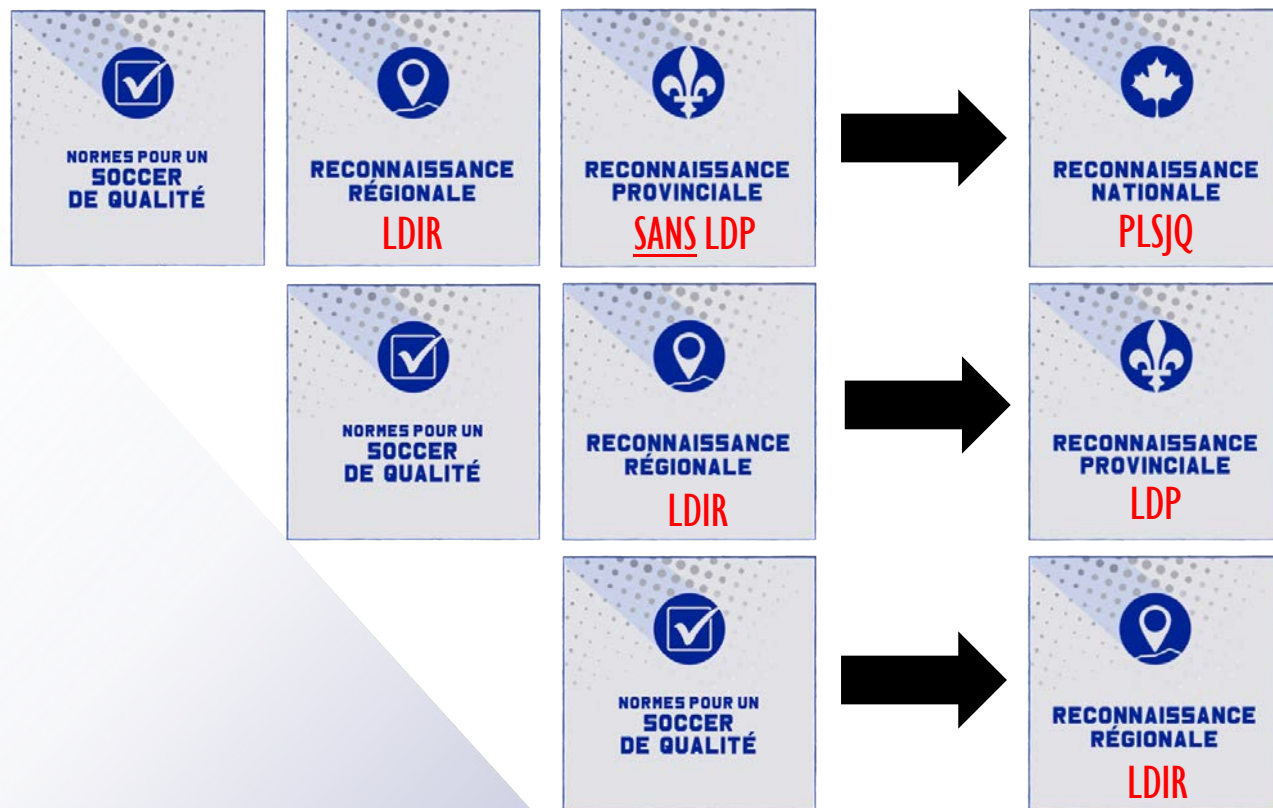 NORMES POUR UN
SOCCER
DE QUALITÉ
RECONNAISSANCE
RÉGIONALE
LDIR
RECONNAISSANCE
PROVINCIALE
SANS LDP
RECONNAISSANCE
NATIONALE
PLSJQ
NORMES POUR UN
SOCCER
DE QUALITÉ
RECONNAISSANCE
RÉGIONALE
LDIR
RECONNAISSANCE
PROVINCIALE
LDP
NORMES POUR UN
SOCCER
DE QUALITÉ
RECONNAISSANCE
RÉGIONALE
LDIR